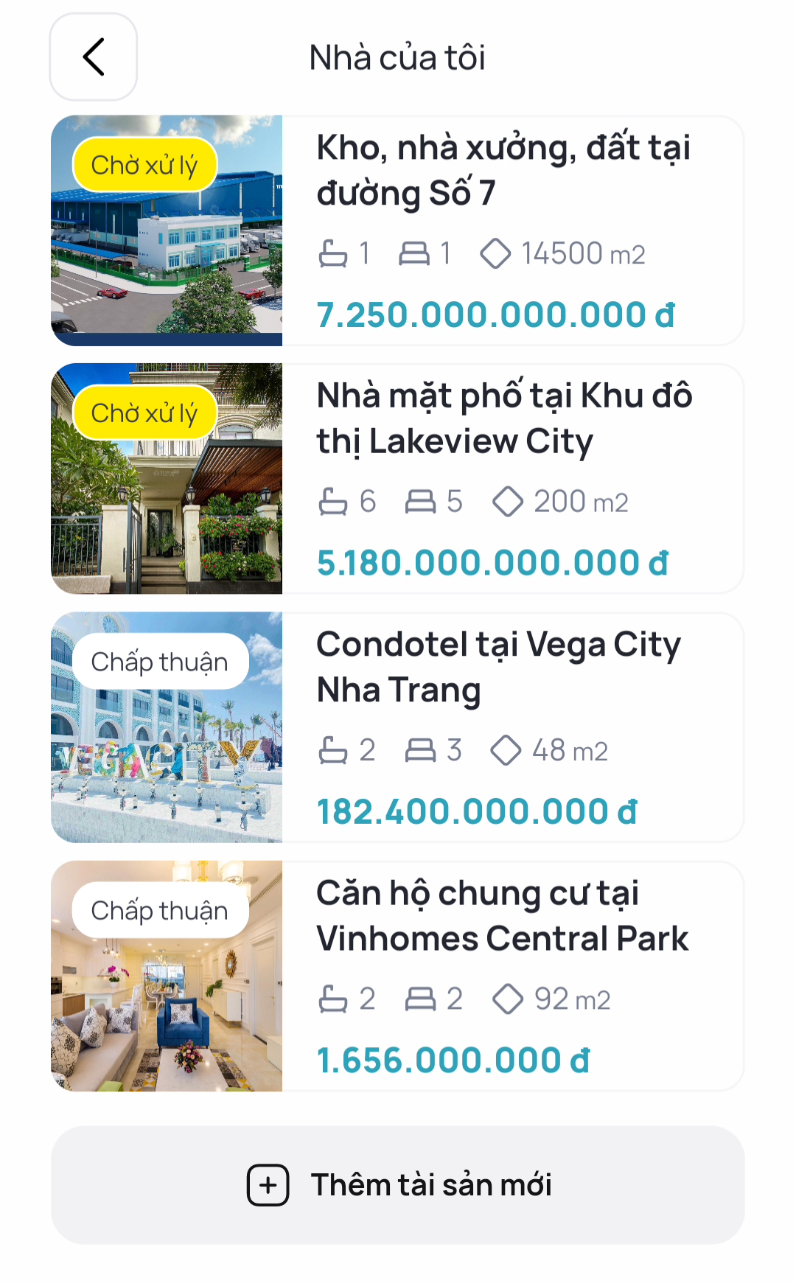 Nhà của tôi
Chờ xử lý
Kho, nhà xưởng, đất tại
đường Số 7
1 1 14500 m2
7.250.000.000.000 đ
Chờ xử lý
Nhà mặt phố tại Khu đô
thị Lakeview City
6 5 200 m2
5.180.000.000.000 đ
Chấp thuận
VEGACITY
Condotel tại Vega City
Nha Trang
2 3 48 m2
182.400.000.000 đ
Chấp thuận
Căn hộ chung cư tại
Vinhomes Central Park
2 2 92 m2
1.656.000.000 đ
Thêm tài sản mới